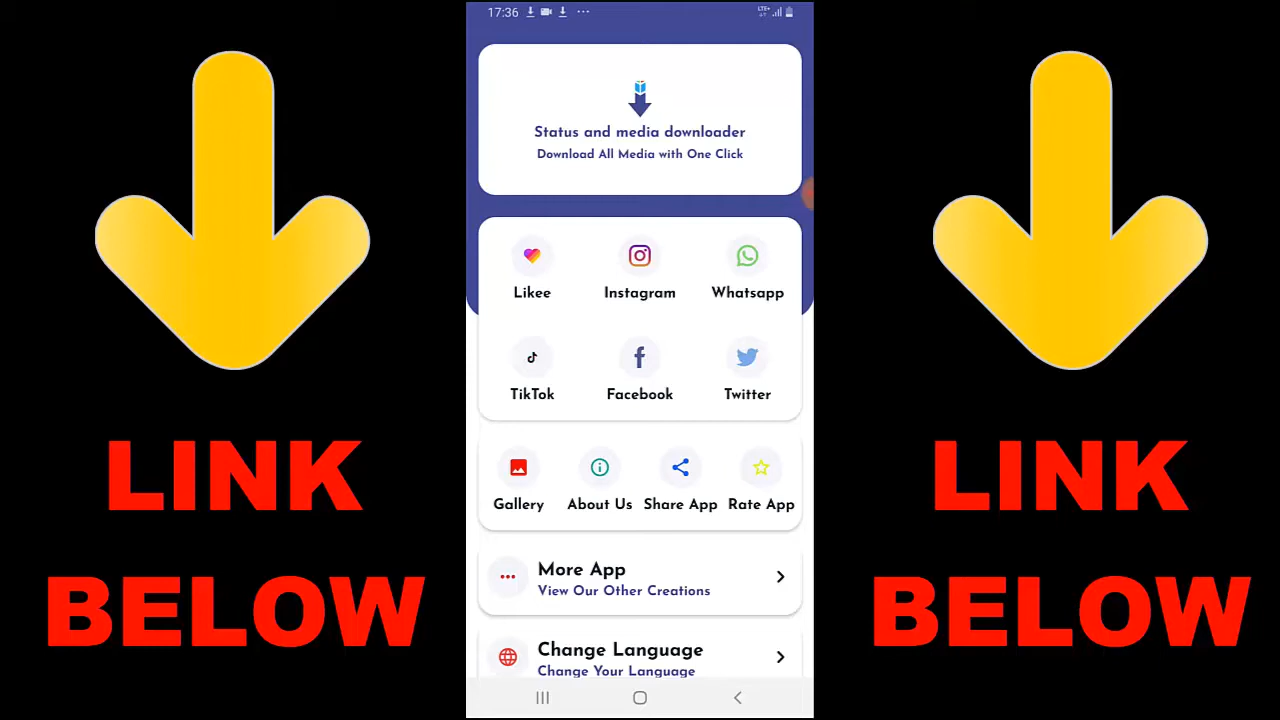 17:36
LTE+
Status and media downloader
Download All Media with One Click
Likee Instagram Whatsapp
TikTok Facebook Twitter
Gallery About Us Share App Rate App
More App
View Our Other Creations
Change Language
Change Your Language
LINK
BELOW
LINK
BELOW